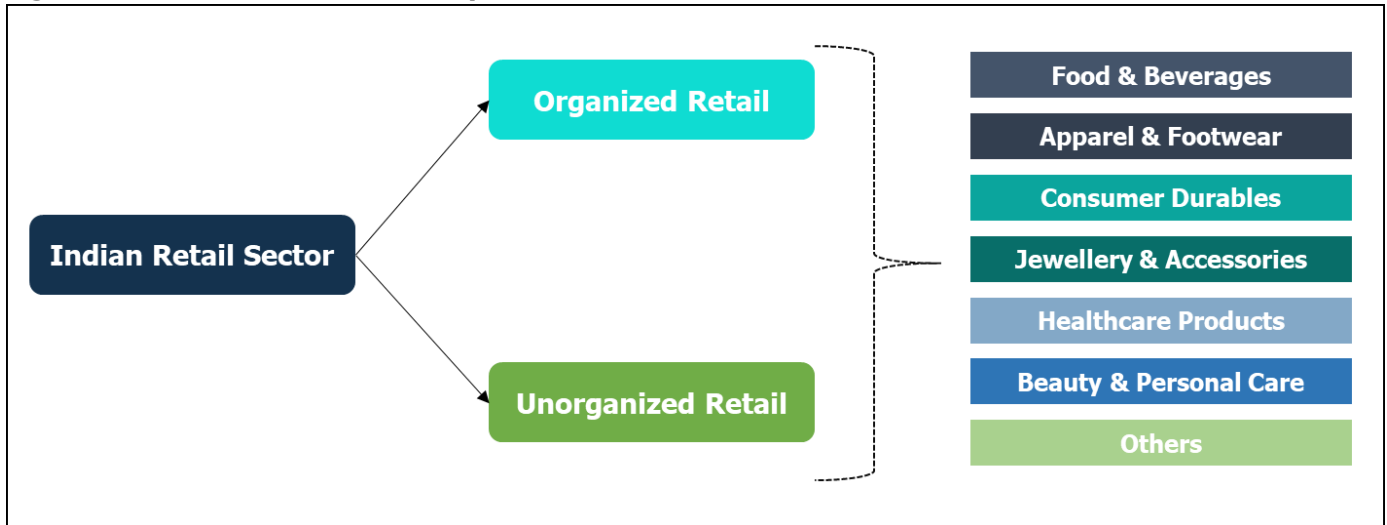 Indian Retail Sector
Organized Retail
Unorganized Retail
Food & Beverages
Apparel & Footwear
Consumer Durables
Jewellery & Accessories
Healthcare Products
Beauty & Personal Care
Others